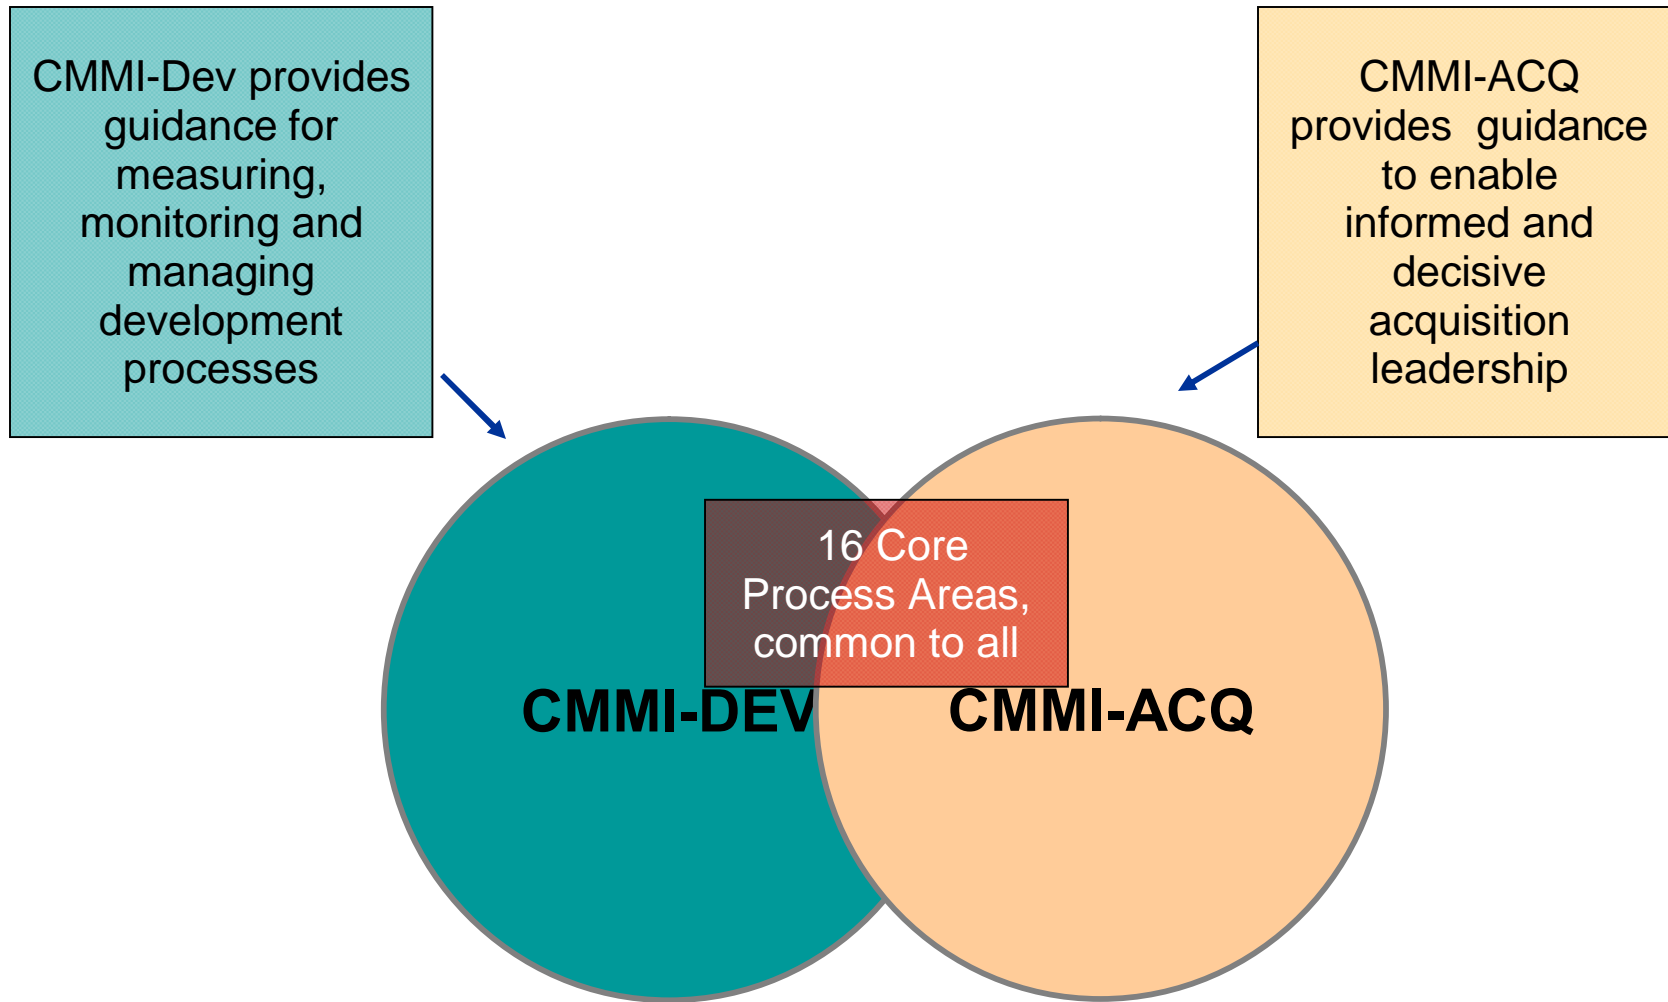 CMMI-Dev provides
guidance for
measuring,
monitoring and
managing
development
processes
CMMI-ACQ
provides guidance
to enable
informed and
decisive
acquisition
leadership
16 Core
Process Areas,
common to all
CMMI-DEV
CMMI-ACQ